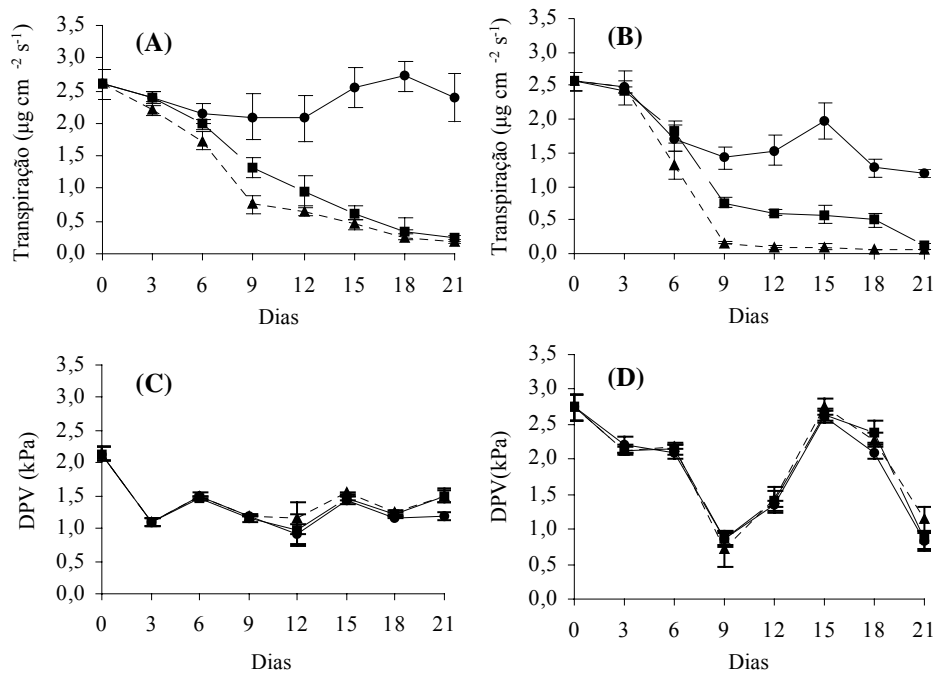 (A)
Transpiração (µg cm -2 s-1)
3,5
3,0
2,5
2,0
1,5
1,0
0,5
0,0
0 3 6 9 12 15 18 21
Dias
(B)
Transpiração (µg cm -2 s-1)
3,5
3,0
2,5
2,0
1,5
1,0
0,5
0,0
0 3 6 9 12 15 18 21
Dias
(C)
DPV (kPa)
3,5
3,0
2,5
2,0
1,5
1,0
0,5
0,0
0 3 6 9 12 15 18 21
Dias
(D)
DPV(kPa)
3,5
3,0
2,5
2,0
1,5
1,0
0,5
0,0
0 3 6 9 12 15 18 21
Dias